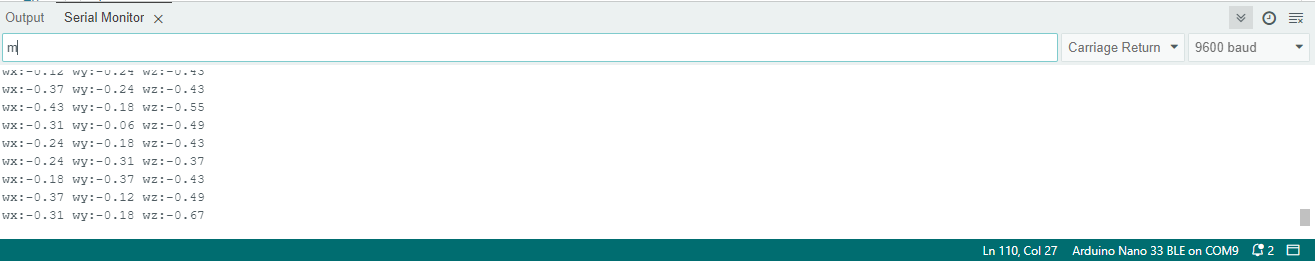 Output Serial Monitor
m Carriage Return 9600 baud
wx:-0.12 wy:-0.24 wz:-0.43
wx:-0.37 wy:-0.24 wz:-0.43
wx:-0.43 wy:-0.18 wz:-0.55
wx:-0.31 wy:-0.06 wz:-0.49
wx:-0.24 wy:-0.18 wz:-0.43
wx:-0.24 wy:-0.31 wz:-0.37
wx:-0.18 wy:-0.37 wz:-0.43
wx:-0.37 wy:-0.12 wz:-0.49
wx:-0.31 wy:-0.18 wz:-0.67
Ln 110, Col 27 Arduino Nano 33 BLE on COM9 2